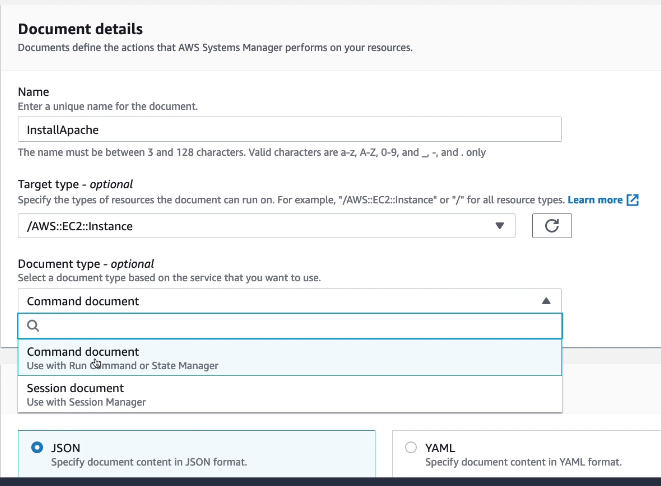 Document details
Documents define the actions that AWS Systems Manager performs on your resources.
Name
Enter a unique name for the document.
InstallApache
The name must be between 3 and 128 characters. Valid characters are a-z, A-Z, 0-9, and _, -, and . only
Target type - optional
Specify the types of resources the document can run on. For example, "/AWS::EC2::Instance" or "/" for all resource types. Learn more
/AWS::EC2::Instance
Document type - optional
Select a document type based on the service that you want to use.
Command document
Command document
Use with Run Command or State Manager
Session document
Use with Session Manager
JSON
Specify document content in JSON format.
YAML
Specify document content in YAML format.